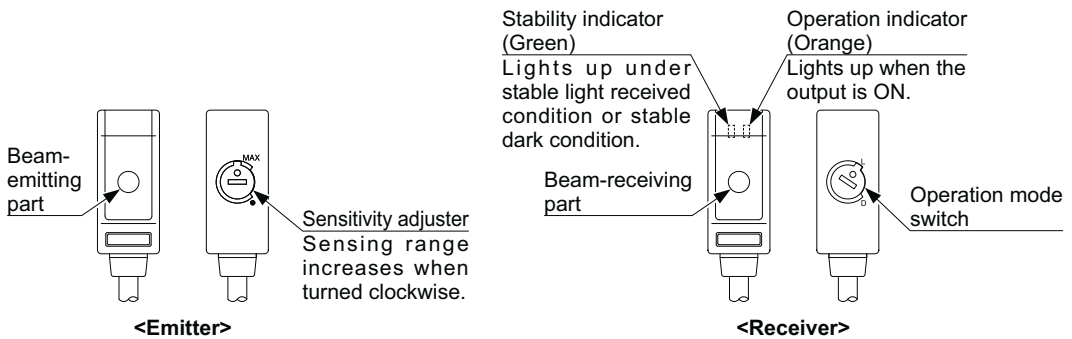 Stability indicator
(Green)
Lights up under
stable light received
condition or stable
dark condition.
Operation indicator
(Orange)
Lights up when the
output is ON.
Beam-
emitting
part
MAX
Sensitivity adjuster
Sensing range
increases when
turned clockwise.
<Emitter>
Beam-receiving
part
L
D
Operation mode
switch
<Receiver>